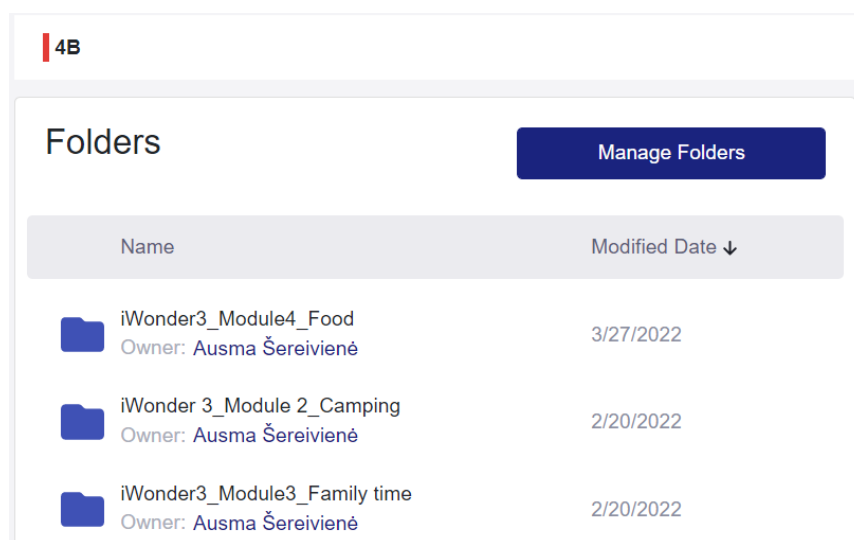 4B
Folders
Manage Folders
Name Modified Date
iWonder3_Module4_Food
Owner: Ausma Šereivienė
3/27/2022
iWonder 3_Module 2_Camping
Owner: Ausma Šereivienė
2/20/2022
iWonder3_Module3_Family time
Owner: Ausma Šereivienė
2/20/2022